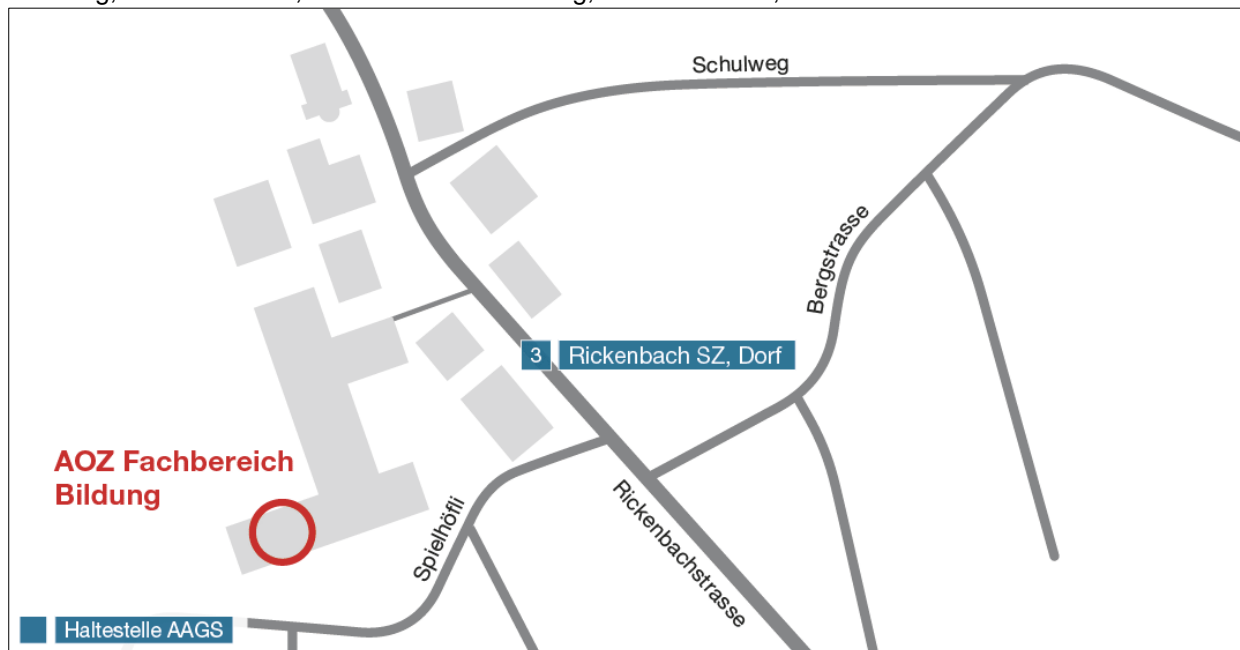 Schulweg
Bergstrasse
3 Rickenbach SZ, Dorf
AOZ Fachbereich
Bildung
Spielhöfli
Rickenbachstrasse
Haltestelle AAGS